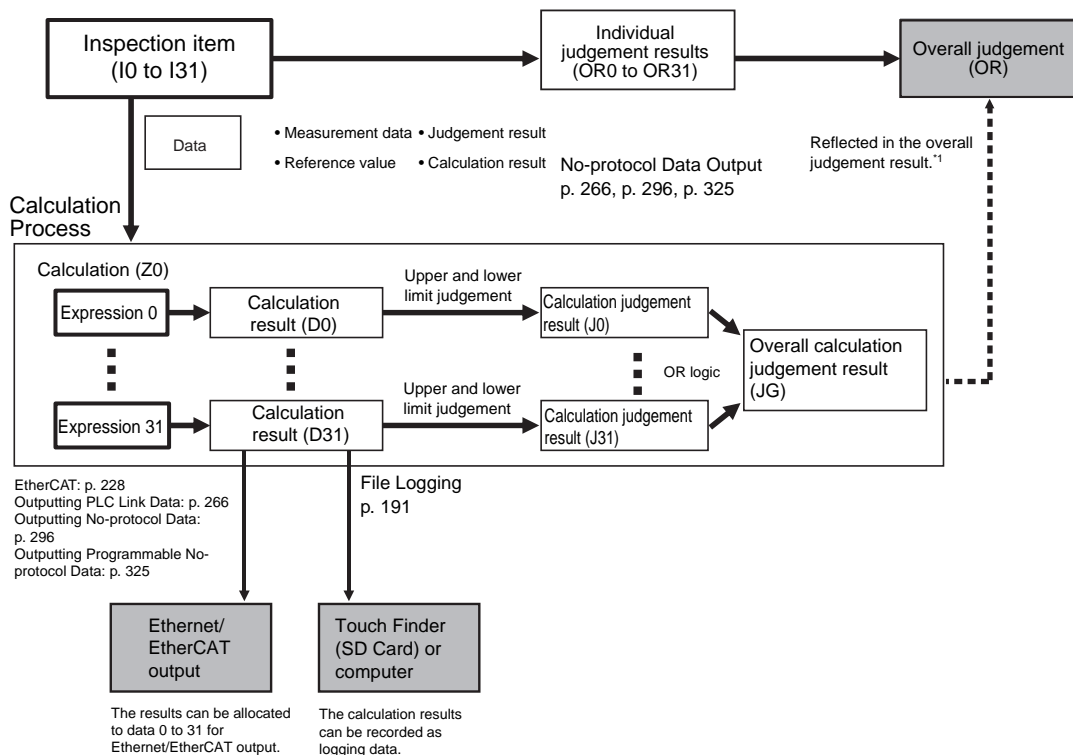 Inspection item
(I0 to I31)
Individual
judgement results
(OR0 to OR31)
Overall judgement
(OR)
Data
• Measurement data • Judgement result
• Reference value • Calculation result
No-protocol Data Output
p. 266, p. 296, p. 325
Reflected in the overall
judgement result.*1
Calculation
Process
Calculation (Z0)
Expression 0
Calculation
result (D0)
Upper and lower
limit judgement
Calculation judgement
result (J0)
OR logic
Overall calculation
judgement result
(JG)
Expression 31
Calculation
result (D31)
Upper and lower
limit judgement
Calculation judgement
result (J31)
EtherCAT: p. 228
Outputting PLC Link Data: p. 266
Outputting No-protocol Data:
p. 296
Outputting Programmable No-
protocol Data: p. 325
File Logging
p. 191
Ethernet/
EtherCAT
output
Touch Finder
(SD Card) or
computer
The results can be allocated
to data 0 to 31 for
Ethernet/EtherCAT output.
The calculation results
can be recorded as
logging data.